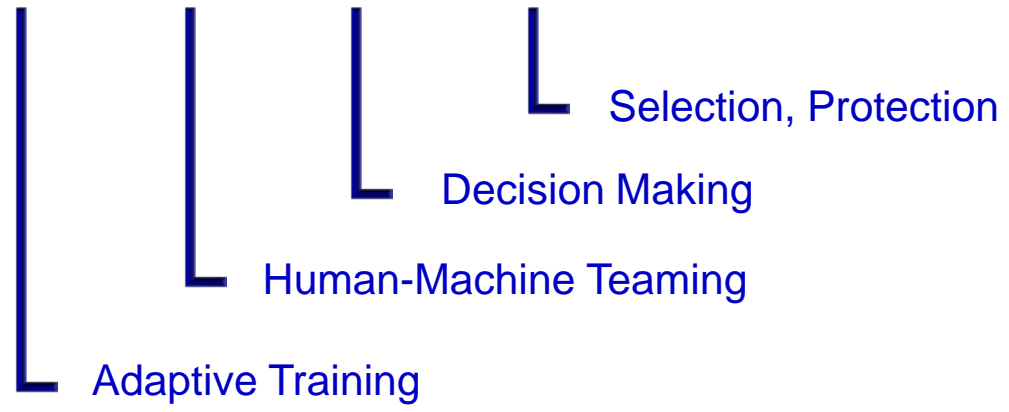 Selection, Protection
Decision Making
Human-Machine Teaming
Adaptive Training